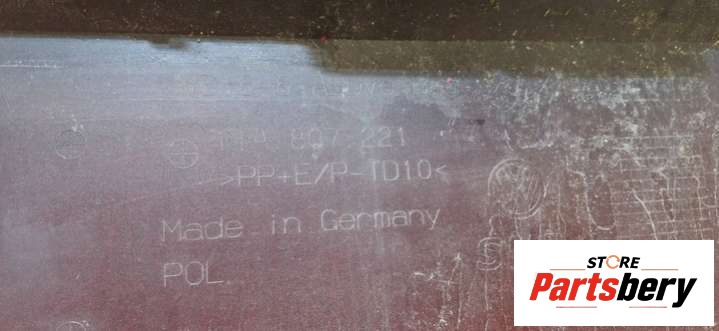 807 221
>PP+E/P-TD10<
Made in Germany
POL
STORE
Partsbery